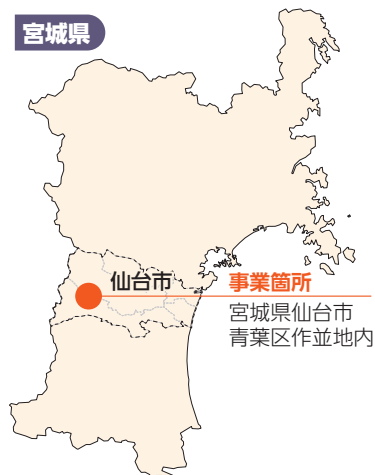 宮城県
仙台市
事業箇所
宮城県仙台市
青葉区作並地内